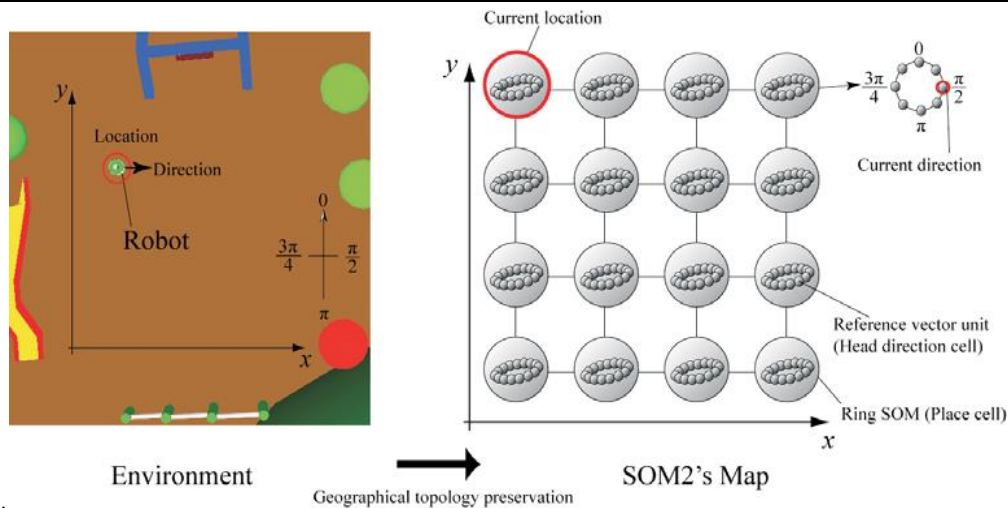 Current location
y
Location
Direction
Robot
0
3π
4
π
2
π
x
y
0
3π
4
π
2
π
Current direction
Reference vector unit
(Head direction cell)
Ring SOM (Place cell)
x
Environment
SOM2's Map
Geographical topology preservation
.